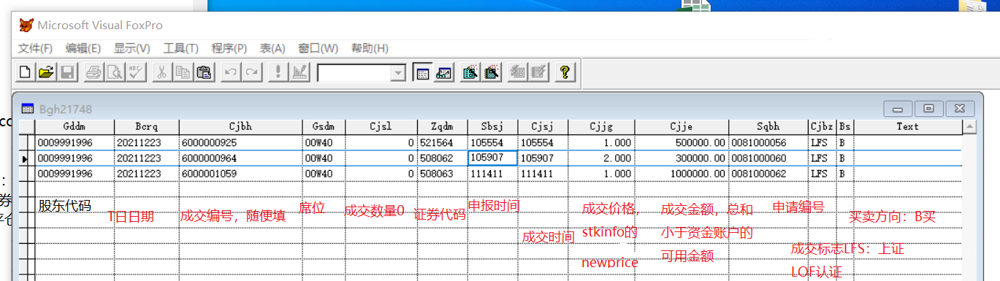 Microsoft Visual FoxPro
文件(F) 编辑(E) 显示(V) 工具(T) 程序(P) 表(A) 窗口(W) 帮助(H)
Bgh21748
Gddm Bcrq Cjbh Gsdm Cjsl Zqdm Sbsj Cjsj Cjjg Cjje Sqbh Cjbz Bs Text
0009991996 20211223 6000000925 00W40 0 521564 105554 105554 1.000 500000.00 0081000056 LFS B
0009991996 20211223 6000000964 00W40 0 508062 105907 105907 2.000 300000.00 0081000060 LFS B
0009991996 20211223 6000001059 00W40 0 508063 111411 111411 1.000 1000000.00 0081000062 LFS B
股东代码
T日日期
成交编号，随便填
席位
成交数量0
证券代码
申报时间
成交时间
成交价格，
stkinfo的
newprice
成交金额，总和
小于资金账户的
可用金额
申请编号
成交标志LFS：上证
LOF认证
买卖方向：B买